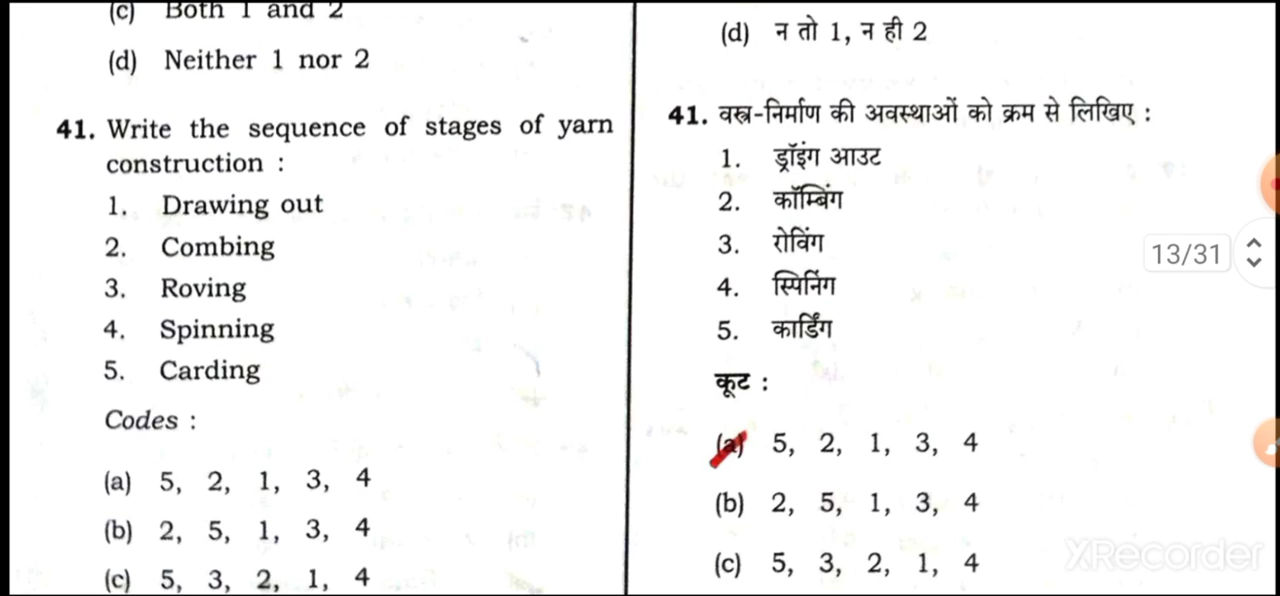 (c) Both 1 and 2
(d) Neither 1 nor 2
41. Write the sequence of stages of yarn
construction :
1. Drawing out
2. Combing
3. Roving
4. Spinning
5. Carding
Codes :
(a) 5, 2, 1, 3, 4
(b) 2, 5, 1, 3, 4
(c) 5, 3, 2, 1, 4
(d) न तो 1, न ही 2
41. वस्त्र-निर्माण की अवस्थाओं को क्रम से लिखिए :
1. ड्रॉइंग आउट
2. कॉम्बिंग
3. रोविंग
4. स्पिनिंग
5. कार्डिंग
कूट :
(a) 5, 2, 1, 3, 4
(b) 2, 5, 1, 3, 4
(c) 5, 3, 2, 1, 4
13/31
XRecorder